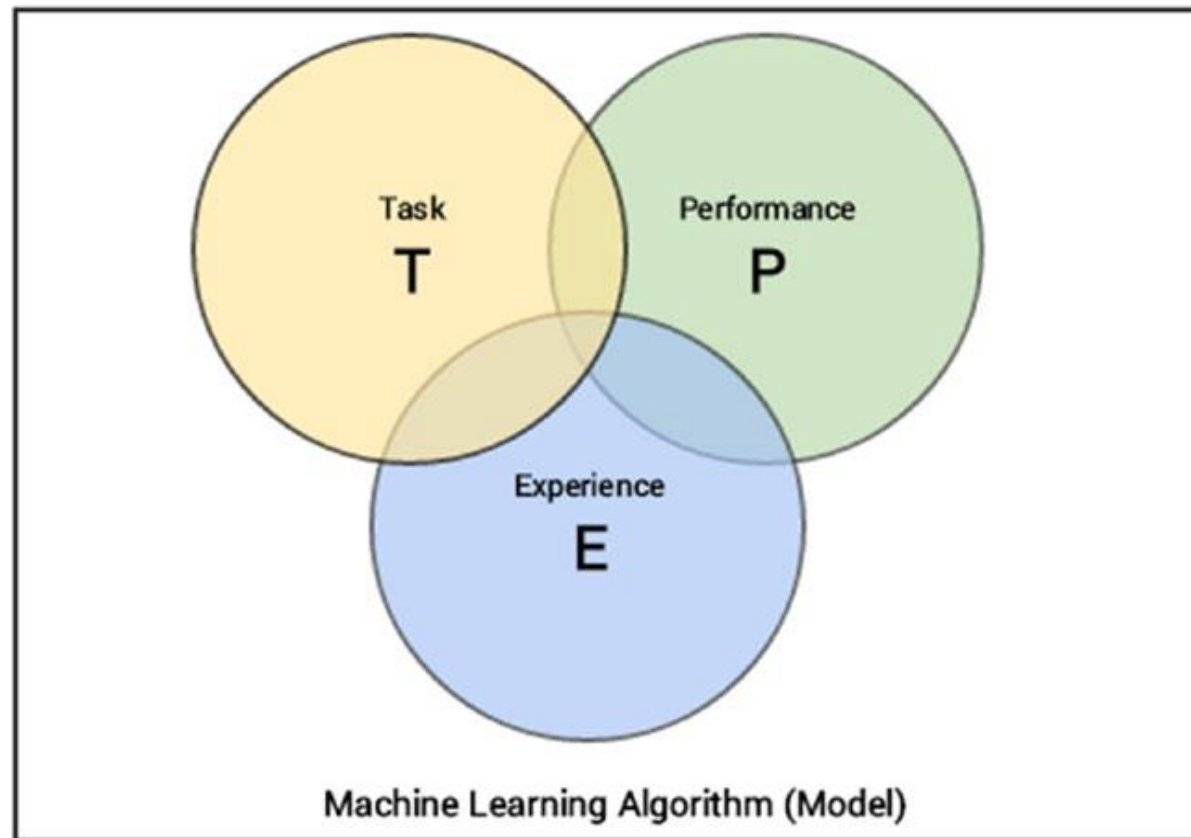 Task
T
Performance
P
Experience
E
Machine Learning Algorithm (Model)